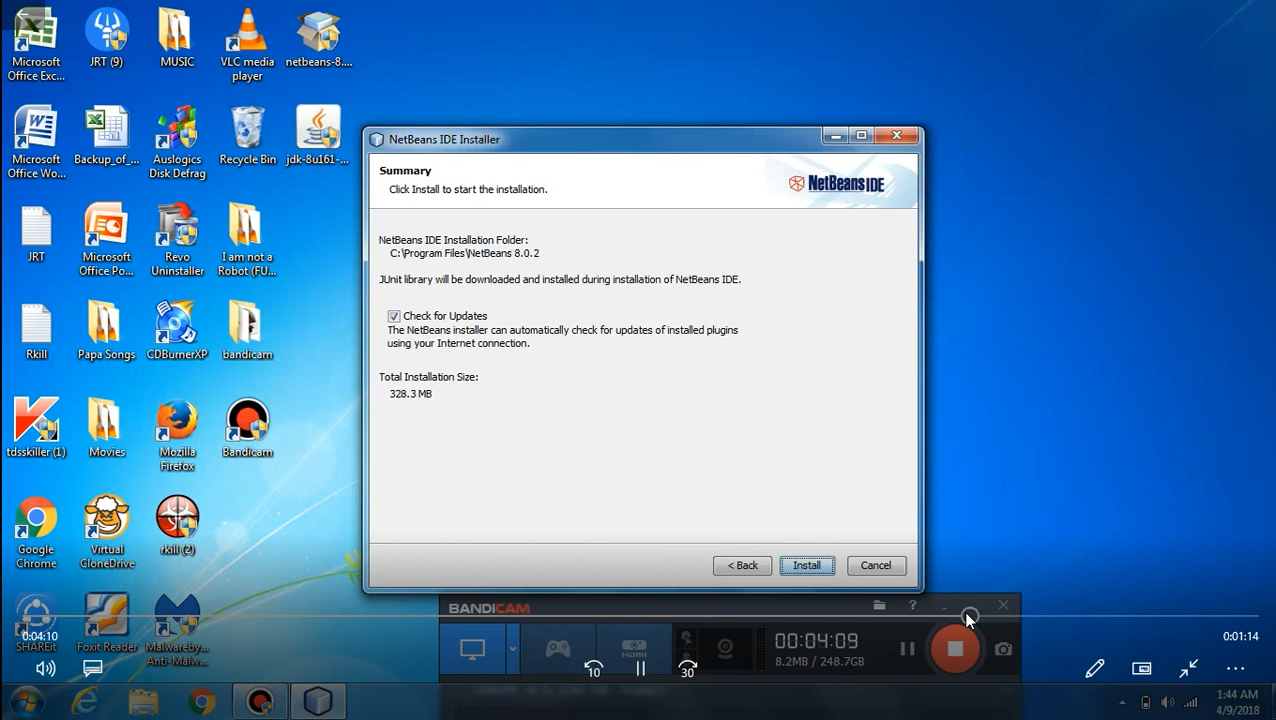 Microsoft
Office Exc...
JRT (9)
MUSIC
VLC media
player
netbeans-8....
Microsoft
Office Wo...
Backup_of_...
Auslogics
Disk Defrag
Recycle Bin
jdk-8u161-...
JRT
Microsoft
Office Po...
Revo
Uninstaller
I am not a
Robot (FU...
Rkill
Papa Songs
CDBurnerXP
bandicam
tdsskiller (1)
Movies
Mozilla
Firefox
Bandicam
Google
Chrome
Virtual
CloneDrive
rkill (2)
SHAREit
Foxit Reader
Malwareby...
Anti-Malw...
NetBeans IDE Installer
Summary
Click Install to start the installation.
NetBeans IDE
NetBeans IDE Installation Folder:
C:\Program Files\NetBeans 8.0.2
JUnit library will be downloaded and installed during installation of NetBeans IDE.
Check for Updates
The NetBeans installer can automatically check for updates of installed plugins
using your Internet connection.
Total Installation Size:
328.3 MB
< Back
Install
Cancel
BANDICAM
?
HDMI
00:04:09
8.2MB / 248.7GB
0:04:10
0:01:14
10
30
1:44 AM
4/9/2018